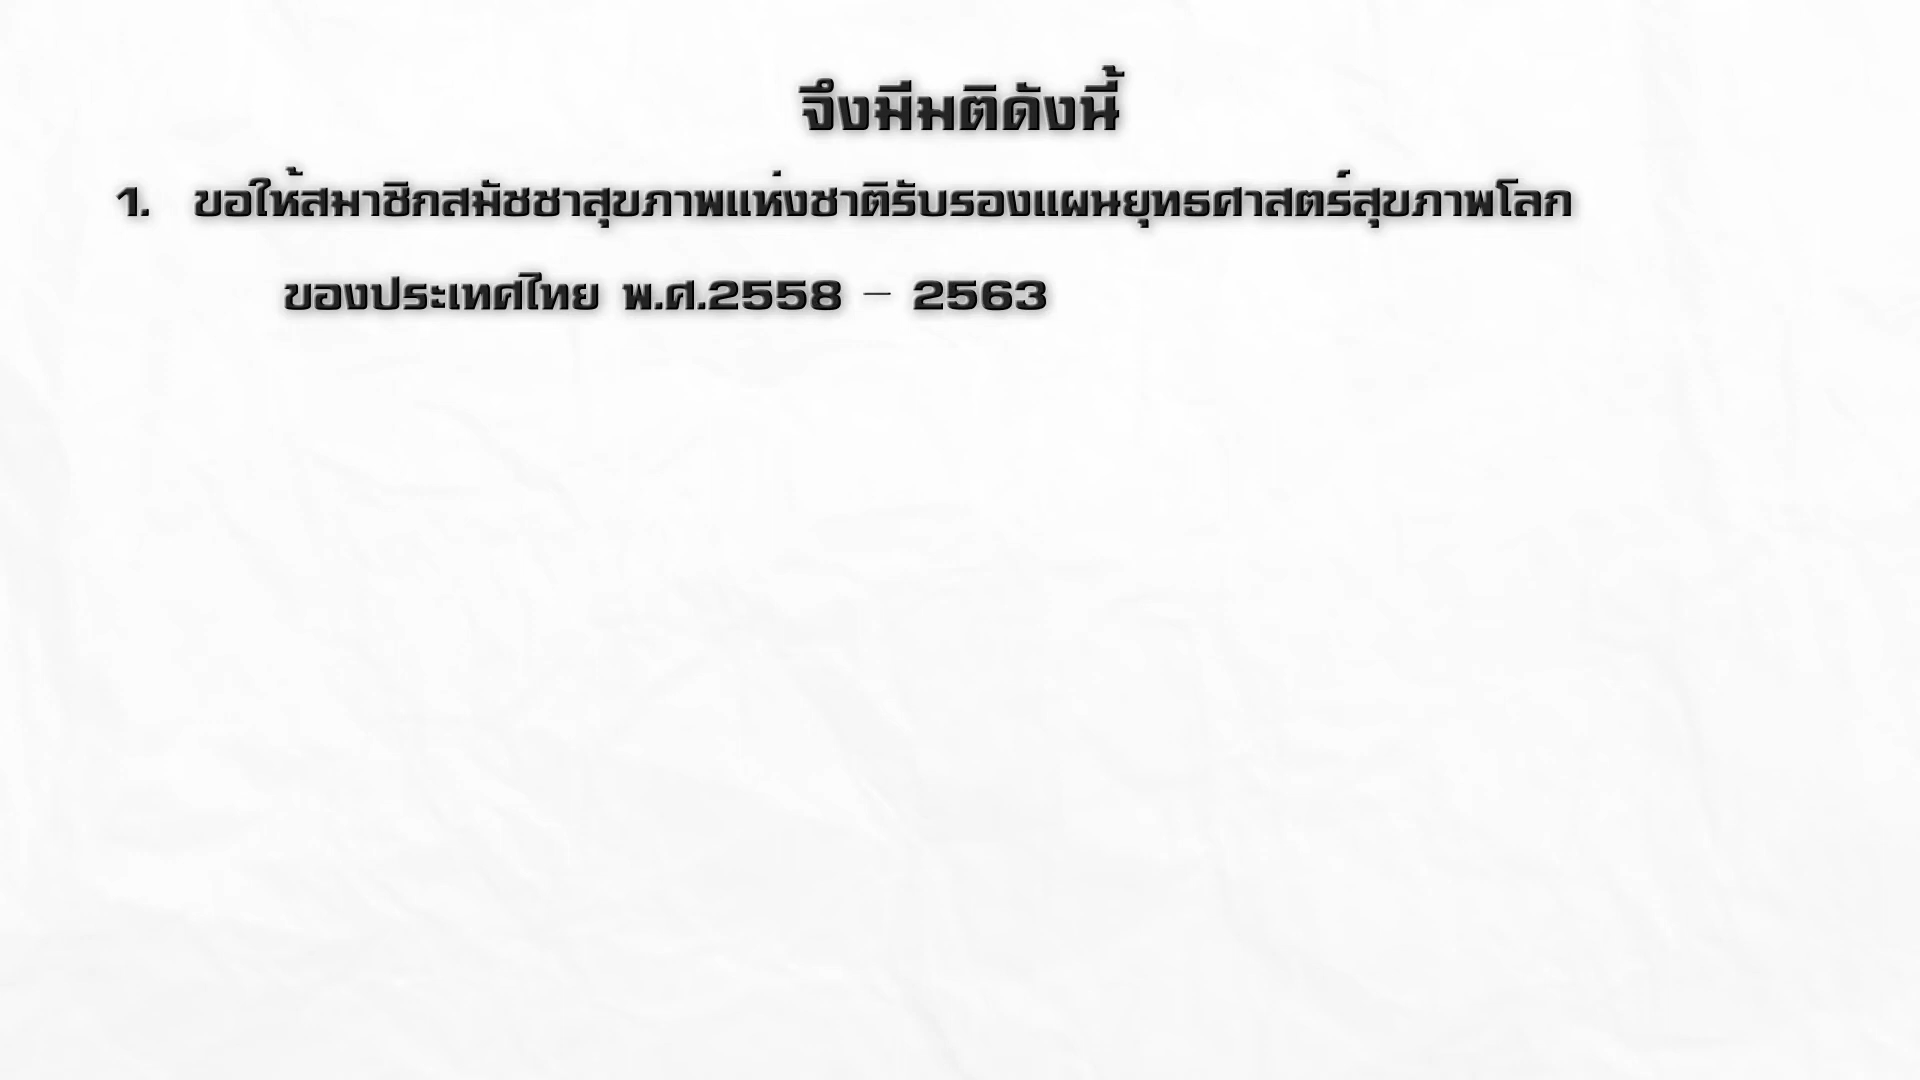 จึงมีมติดังนี้
1. ขอให้สมาชิกสมัชชาสุขภาพแห่งชาติรับรองแผนยุทธศาสตร์สุขภาพโลก
ของประเทศไทย พ.ศ.2558 – 2563